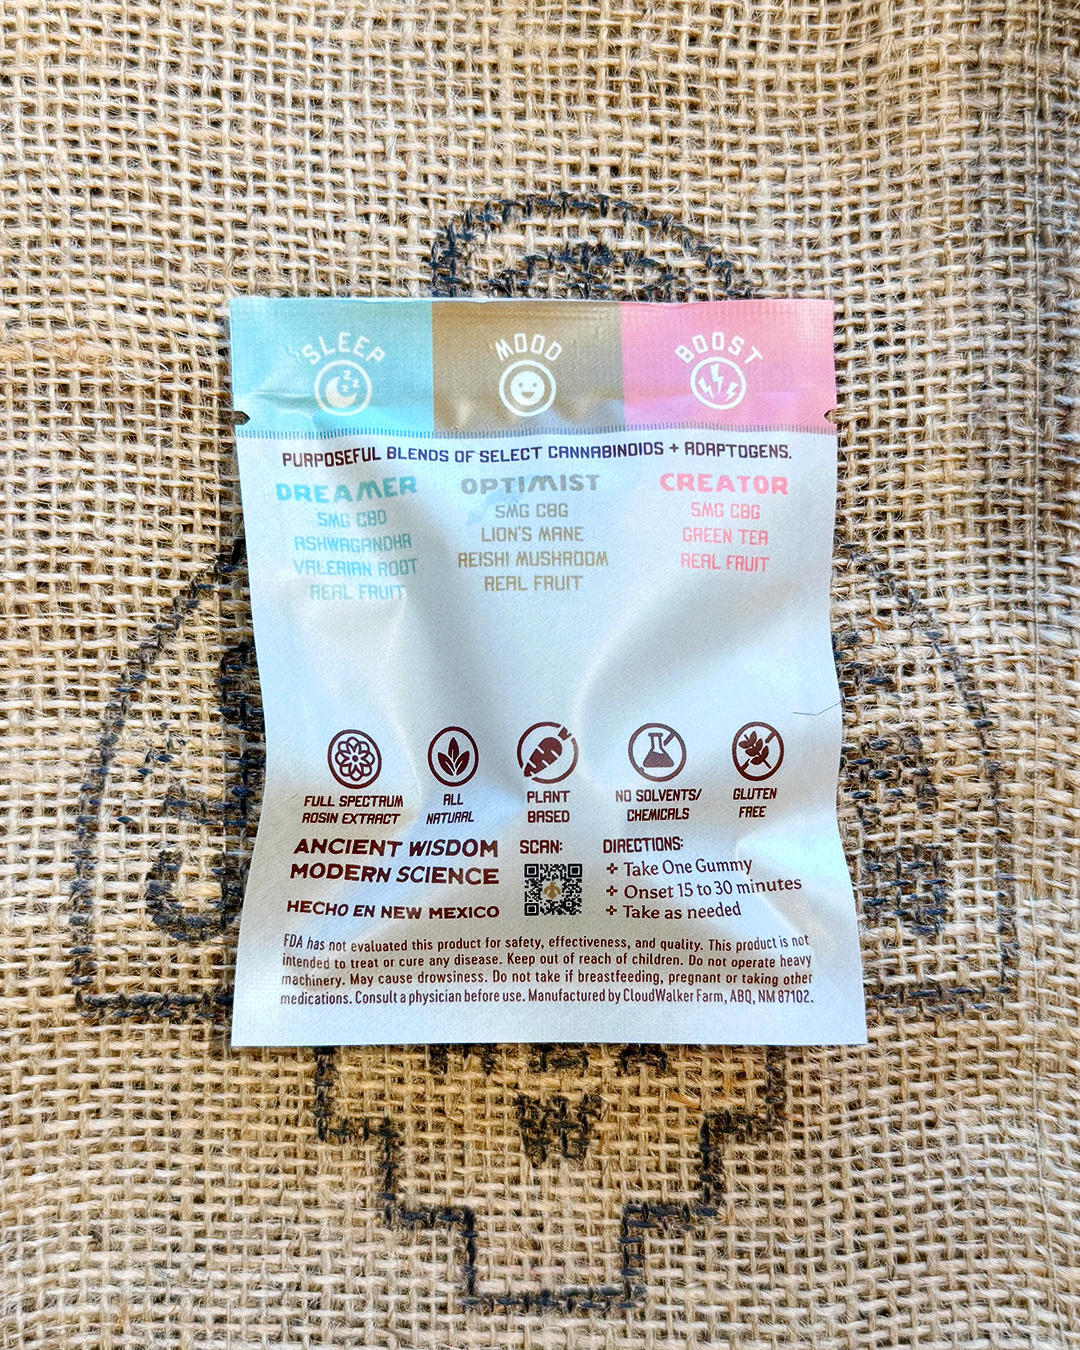 SLEEP
MOOD
BOOST
PURPOSEFUL BLENDS OF SELECT CANNABINOIDS + ADAPTOGENS.
DREAMER
5MG CBD
ASHWAGANDHA
VALERIAN ROOT
REAL FRUIT
OPTIMIST
5MG CBG
LION'S MANE
REISHI MUSHROOM
REAL FRUIT
CREATOR
5MG CBG
GREEN TEA
REAL FRUIT
FULL SPECTRUM
ROSIN EXTRACT
ALL
NATURAL
PLANT
BASED
NO SOLVENTS/
CHEMICALS
GLUTEN
FREE
ANCIENT WISDOM
MODERN SCIENCE
HECHO EN NEW MEXICO
SCAN:
DIRECTIONS:
Take One Gummy
Onset 15 to 30 minutes
Take as needed
FDA has not evaluated this product for safety, effectiveness, and quality. This product is not
intended to treat or cure any disease. Keep out of reach of children. Do not operate heavy
machinery. May cause drowsiness. Do not take if breastfeeding, pregnant or taking other
medications. Consult a physician before use. Manufactured by CloudWalker Farm, ABQ, NM 87102.